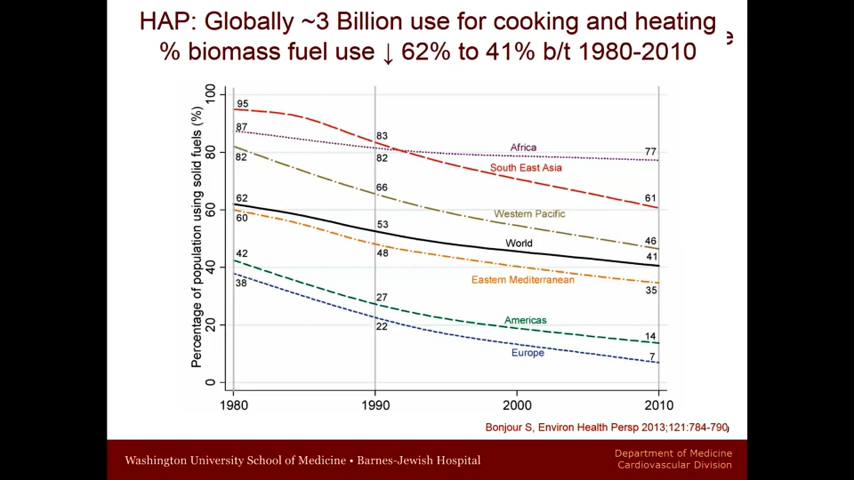 HAP: Globally ~3 Billion use for cooking and heating
% biomass fuel use ↓ 62% to 41% b/t 1980-2010
e
Percentage of population using solid fuels (%)
100
80
60
40
20
0
95
87
82
62
60
42
38
83
82
66
53
48
27
22
Africa
South East Asia
Western Pacific
World
Eastern Mediterranean
Americas
Europe
77
61
46
41
35
14
7
1980 1990 2000 2010
Bonjour S, Environ Health Persp 2013;121:784-790
Washington University School of Medicine • Barnes-Jewish Hospital
Department of Medicine
Cardiovascular Division